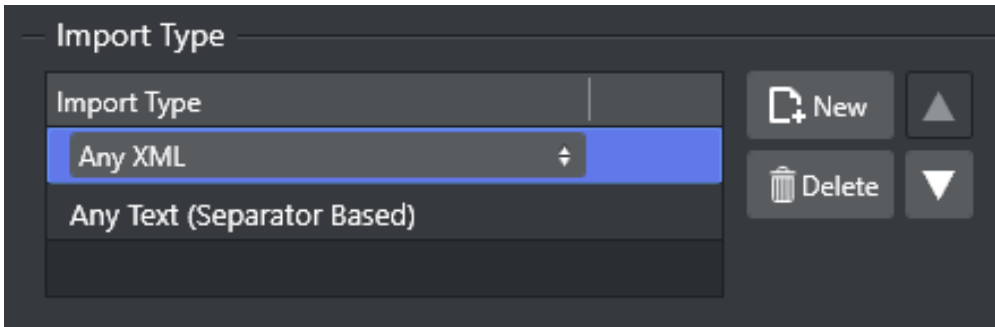 Import Type
Import Type
New
Any XML
Delete
Any Text (Separator Based)